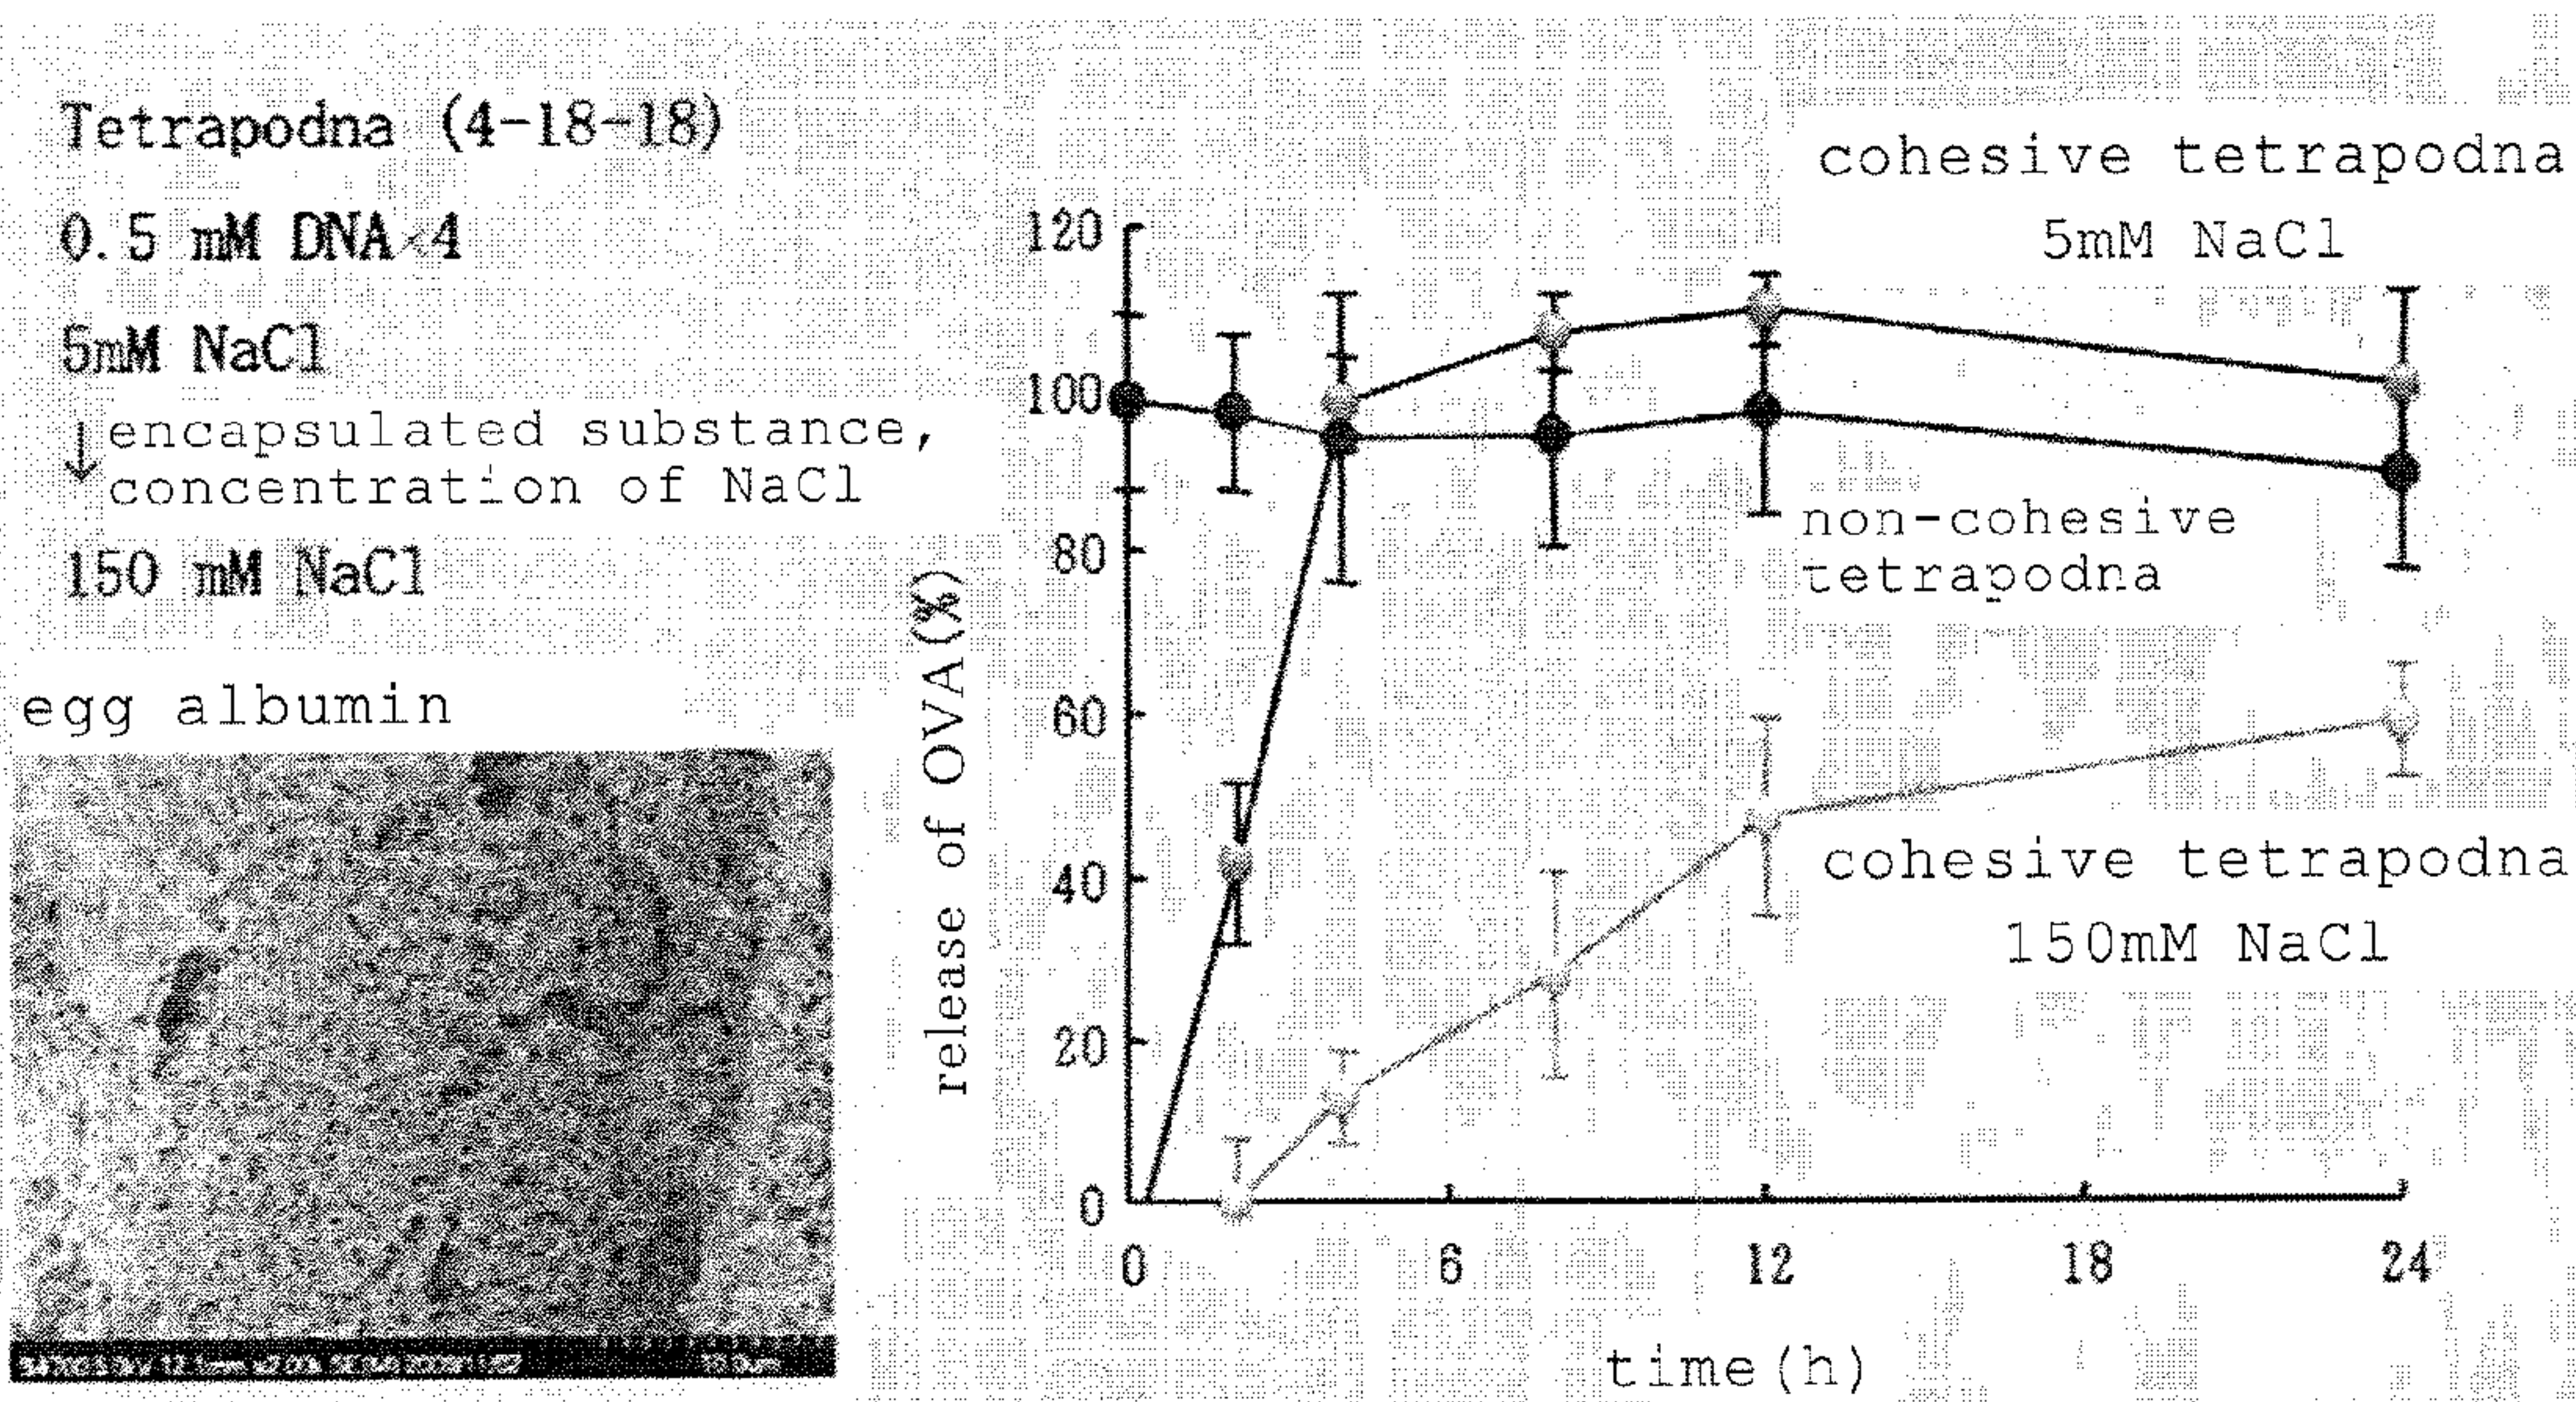 Tetrapodna (4-18-18)
0.5 mM DNA×4
5mM NaCl
↓ encapsulated substance,
concentration of NaCl
150 mM NaCl
egg albumin
cohesive tetrapodna
5mM NaCl
120
100
80
60
40
20
0
release of OVA(%)
non-cohesive
tetrapodna
cohesive tetrapodna
150mM NaCl
0 6 12 18 24
time(h)